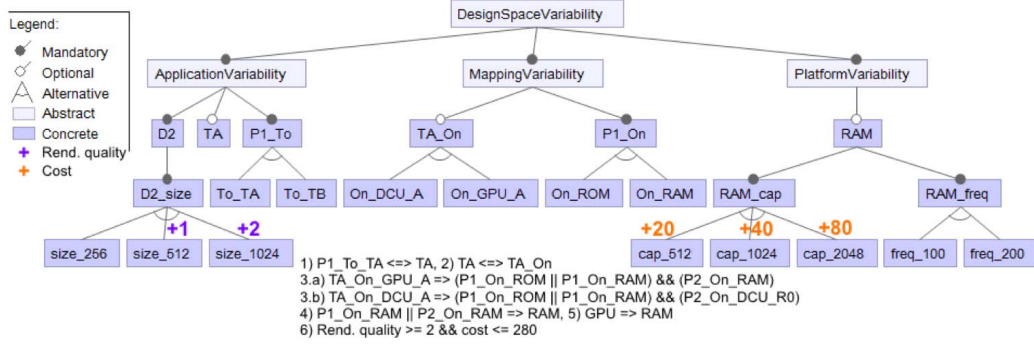 DesignSpaceVariability
Legend:
Mandatory
Optional
Alternative
Abstract
Concrete
+ Rend. quality
+ Cost
ApplicationVariability MappingVariability PlatformVariability
D2 TA P1_To TA_On P1_On RAM
D2_size To_TA To_TB On_DCU_A On_GPU_A On_ROM On_RAM RAM_cap RAM_freq
+1 +2 +20 +40 +80
size_256 size_512 size_1024 cap_512 cap_1024 cap_2048 freq_100 freq_200
1) P1_To_TA <=> TA, 2) TA <=> TA_On
3.a) TA_On_GPU_A => (P1_On_ROM || P1_On_RAM) && (P2_On_RAM)
3.b) TA_On_DCU_A => (P1_On_ROM || P1_On_RAM) && (P2_On_DCU_R0)
4) P1_On_RAM || P2_On_RAM => RAM, 5) GPU => RAM
6) Rend. quality >= 2 && cost <= 280